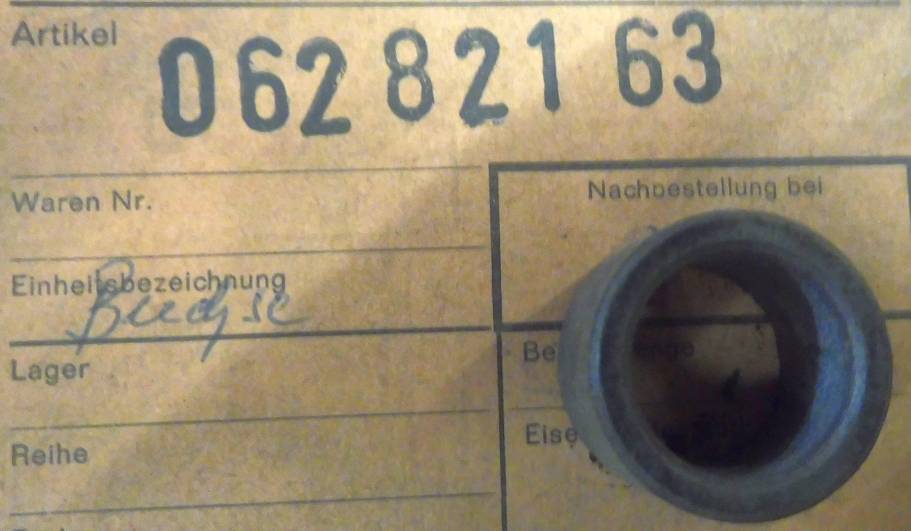 Artikel 062 821 63
Waren Nr.
Nachbestellung bei
Einheitsbezeichnung
Buchse
Lager
Reihe